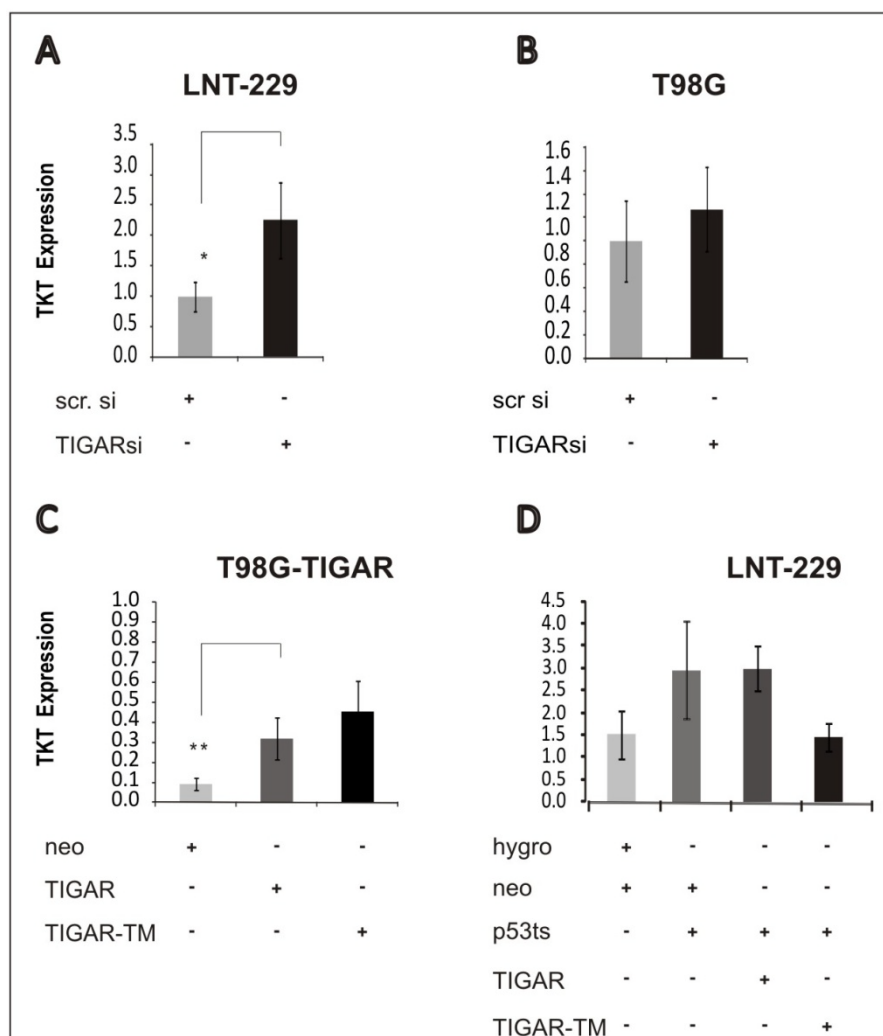 A
LNT-229
TKT Expression
3.5
3.0
2.5
2.0
1.5
1.0
0.5
0.0
*
scr. si + -
TIGARsi - +
B
T98G
1.6
1.4
1.2
1.0
0.8
0.6
0.4
0.2
0.0
scr si + -
TIGARsi - +
C
T98G-TIGAR
TKT Expression
1.0
0.9
0.8
0.7
0.6
0.5
0.4
0.3
0.2
0.1
0.0
**
neo + - -
TIGAR - + -
TIGAR-TM - - +
D
LNT-229
4.5
4.0
3.5
3.0
2.5
2.0
1.5
1.0
0.5
0.0
hygro + - - -
neo + + - -
p53ts - + + +
TIGAR - - + -
TIGAR-TM - - - +